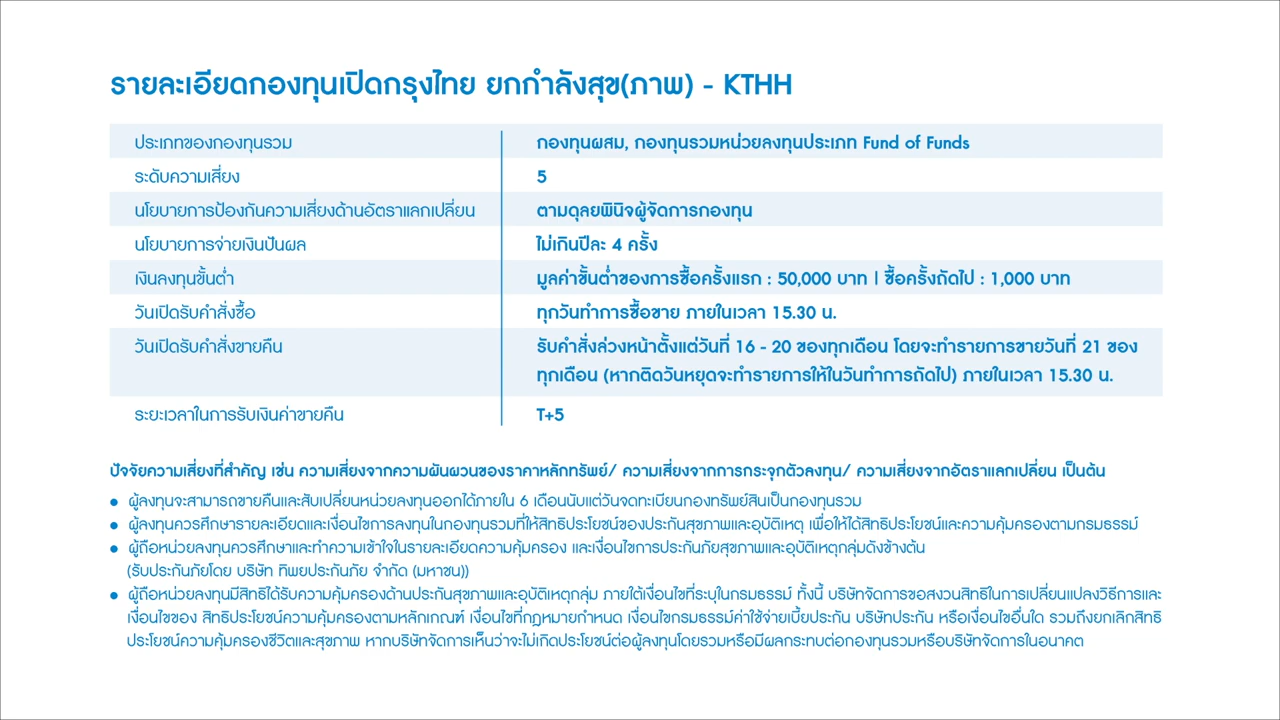 รายละเอียดกองทุนเปิดกรุงไทย ยกกำลังสุข(ภาพ) - KTHH
ประเภทของกองทุนรวม กองทุนผสม, กองทุนรวมหน่วยลงทุนประเภท Fund of Funds
ระดับความเสี่ยง 5
นโยบายการป้องกันความเสี่ยงด้านอัตราแลกเปลี่ยน ตามดุลยพินิจผู้จัดการกองทุน
นโยบายการจ่ายเงินปันผล ไม่เกินปีละ 4 ครั้ง
เงินลงทุนขั้นต่ำ มูลค่าขั้นต่ำของการซื้อครั้งแรก : 50,000 บาท | ซื้อครั้งถัดไป : 1,000 บาท
วันเปิดรับคำสั่งซื้อ ทุกวันทำการซื้อขาย ภายในเวลา 15.30 น.
วันเปิดรับคำสั่งขายคืน รับคำสั่งล่วงหน้าตั้งแต่วันที่ 16 - 20 ของทุกเดือน โดยจะทำรายการขายวันที่ 21 ของ
ทุกเดือน (หากติดวันหยุดจะทำรายการให้ในวันทำการถัดไป) ภายในเวลา 15.30 น.
ระยะเวลาในการรับเงินค่าขายคืน T+5
ปัจจัยความเสี่ยงที่สำคัญ เช่น ความเสี่ยงจากความผันผวนของราคาหลักทรัพย์/ ความเสี่ยงจากการกระจุกตัวลงทุน/ ความเสี่ยงจากอัตราแลกเปลี่ยน เป็นต้น
• ผู้ลงทุนจะสามารถขายคืนและสับเปลี่ยนหน่วยลงทุนออกได้ภายใน 6 เดือนนับแต่วันจดทะเบียนกองทรัพย์สินเป็นกองทุนรวม
• ผู้ลงทุนควรศึกษารายละเอียดและเงื่อนไขการลงทุนในกองทุนรวมที่ให้สิทธิประโยชน์ของประกันสุขภาพและอุบัติเหตุ เพื่อให้ได้สิทธิประโยชน์และความคุ้มครองตามกรมธรรม์
• ผู้ถือหน่วยลงทุนควรศึกษาและทำความเข้าใจในรายละเอียดความคุ้มครอง และเงื่อนไขการประกันภัยสุขภาพและอุบัติเหตุกลุ่มดังข้างต้น
(รับประกันภัยโดย บริษัท ทิพยประกันภัย จำกัด (มหาชน))
• ผู้ถือหน่วยลงทุนมีสิทธิได้รับความคุ้มครองด้านประกันสุขภาพและอุบัติเหตุกลุ่ม ภายใต้เงื่อนไขที่ระบุในกรมธรรม์ ทั้งนี้ บริษัทจัดการขอสงวนสิทธิในการเปลี่ยนแปลงวิธีการและ
เงื่อนไขของ สิทธิประโยชน์ความคุ้มครองตามหลักเกณฑ์ เงื่อนไขที่กฎหมายกำหนด เงื่อนไขกรมธรรม์ค่าใช้จ่ายเบี้ยประกัน บริษัทประกัน หรือเงื่อนไขอื่นใด รวมถึงยกเลิกสิทธิ
ประโยชน์ความคุ้มครองชีวิตและสุขภาพ หากบริษัทจัดการเห็นว่าจะไม่เกิดประโยชน์ต่อผู้ลงทุนโดยรวมหรือมีผลกระทบต่อกองทุนรวมหรือบริษัทจัดการในอนาคต